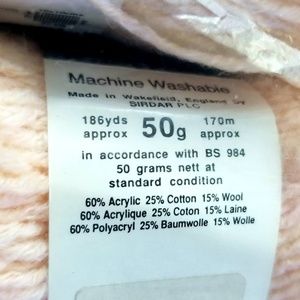 Machine Washable
Made in Wakefield, England by
SIRDAR PLC
186yds 50g 170m
approx approx
in accordance with BS 984
50 grams nett at
standard condition
60% Acrylic 25% Cotton 15% Wool
60% Acrylique 25% Coton 15% Laine
60% Polyacryl 25% Baumwolle 15% Wolle